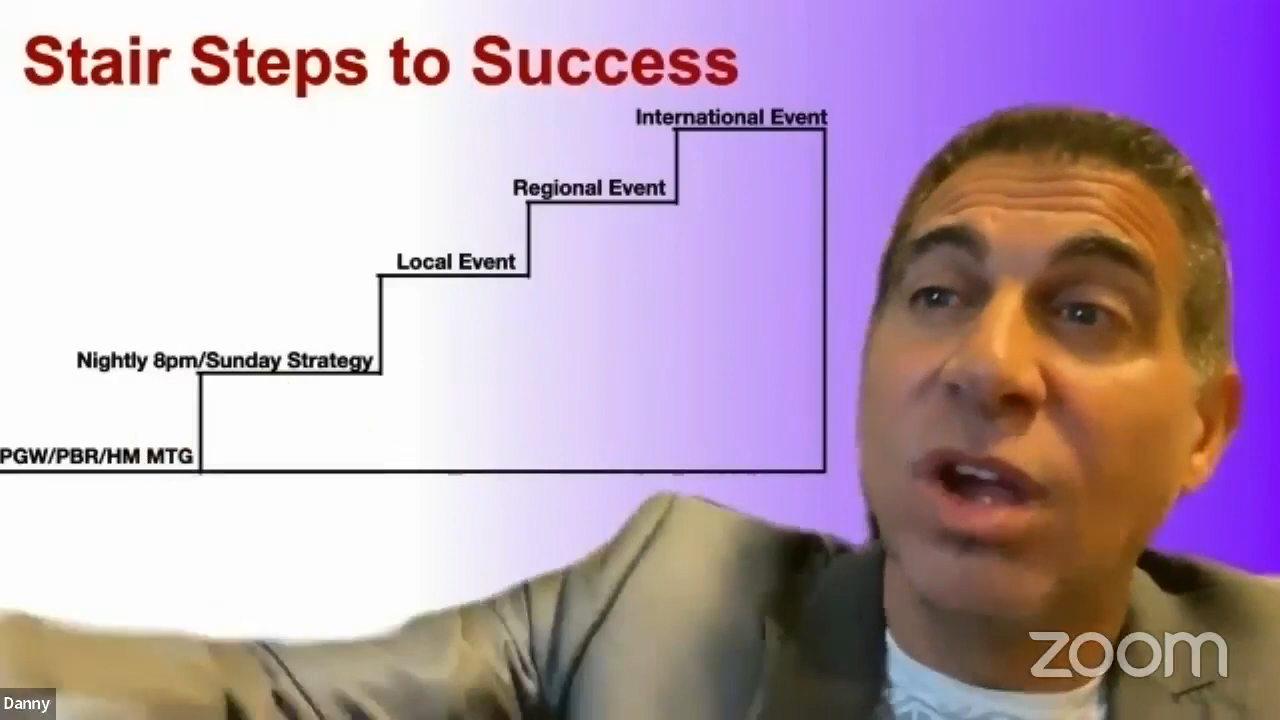 Stair Steps to Success
International Event
Regional Event
Local Event
Nightly 8pm/Sunday Strategy
PGW/PBR/HM MTG
zoom
Danny